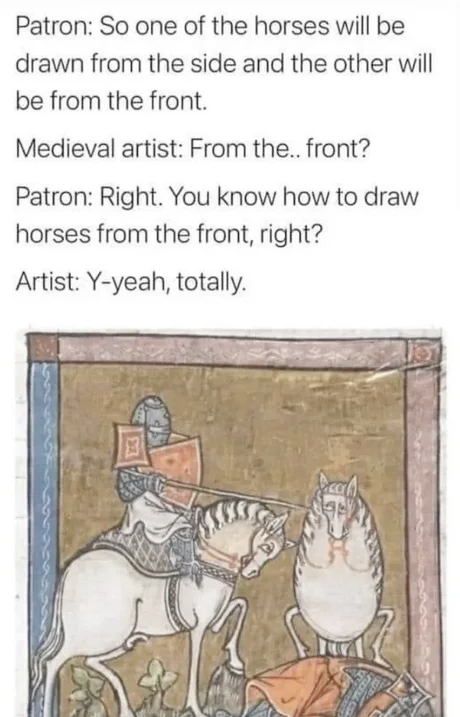 Patron: So one of the horses will be
drawn from the side and the other will
be from the front.
Medieval artist: From the.. front?
Patron: Right. You know how to draw
horses from the front, right?
Artist: Y-yeah, totally.